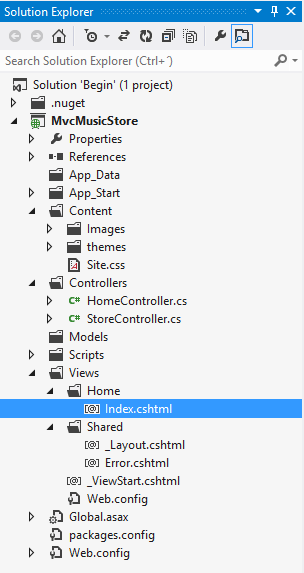 Solution Explorer
Search Solution Explorer (Ctrl+´)
Solution 'Begin' (1 project)
.nuget
MvcMusicStore
Properties
References
App_Data
App_Start
Content
Images
themes
Site.css
Controllers
C# HomeController.cs
C# StoreController.cs
Models
Scripts
Views
Home
[@] Index.cshtml
Shared
[@] _Layout.cshtml
[@] Error.cshtml
[@] _ViewStart.cshtml
Web.config
Global.asax
packages.config
Web.config